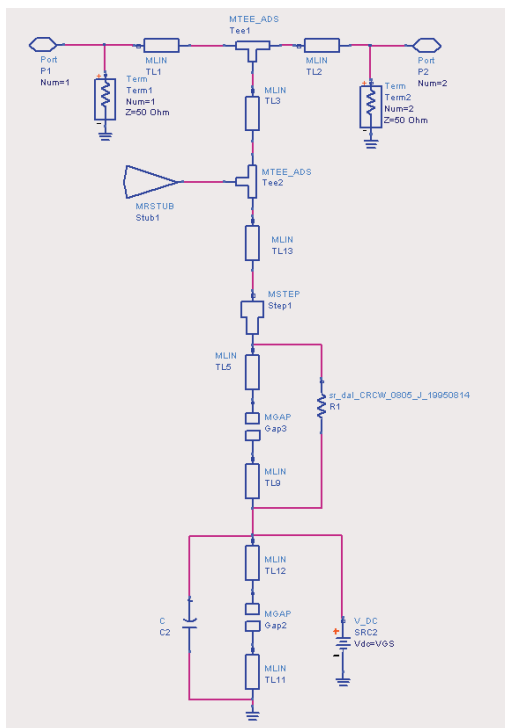 MTEE_ADS
Tee1
Port
P1
Num=1
MLIN
TL1
MLIN
TL2
Port
P2
Num=2
+
Term
Term1
Num=1
Z=50 Ohm
-
MLIN
TL3
+
Term
Term2
Num=2
Z=50 Ohm
-
MTEE_ADS
Tee2
MRSTUB
Stub1
MLIN
TL13
MSTEP
Step1
MLIN
TL5
sr_dal_CRCW_0805_J_19950814
R1
MGAP
Gap3
MLIN
TL9
MLIN
TL12
C
C2
MGAP
Gap2
+
V_DC
SRC2
Vdc=VGS
-
MLIN
TL11